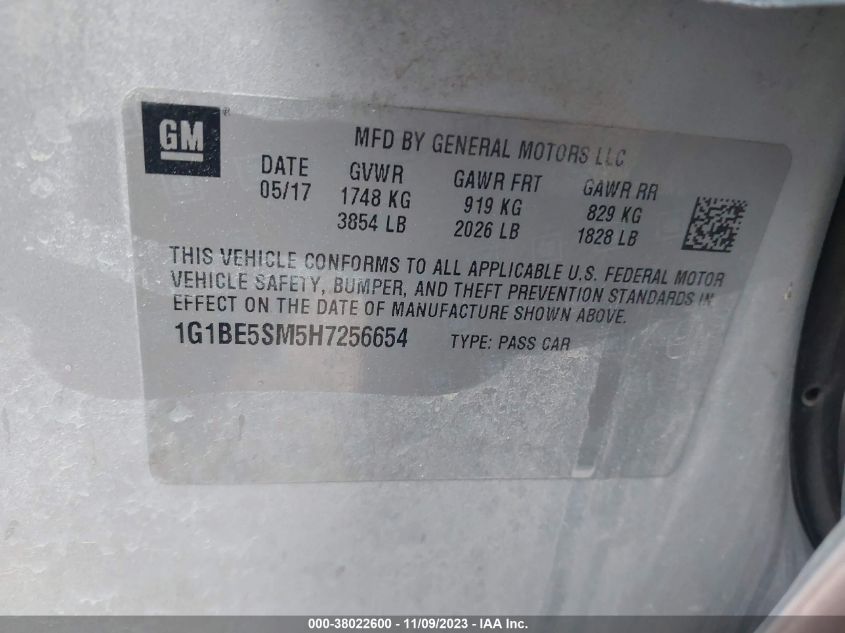 GM ®
MFD BY GENERAL MOTORS LLC
DATE GVWR GAWR FRT GAWR RR
05/17 1748 KG 919 KG 829 KG
3854 LB 2026 LB 1828 LB
THIS VEHICLE CONFORMS TO ALL APPLICABLE U.S. FEDERAL MOTOR
VEHICLE SAFETY, BUMPER, AND THEFT PREVENTION STANDARDS IN
EFFECT ON THE DATE OF MANUFACTURE SHOWN ABOVE.
1G1BE5SM5H7256654 TYPE: PASS CAR
000-38022600 - 11/09/2023 - IAA Inc.